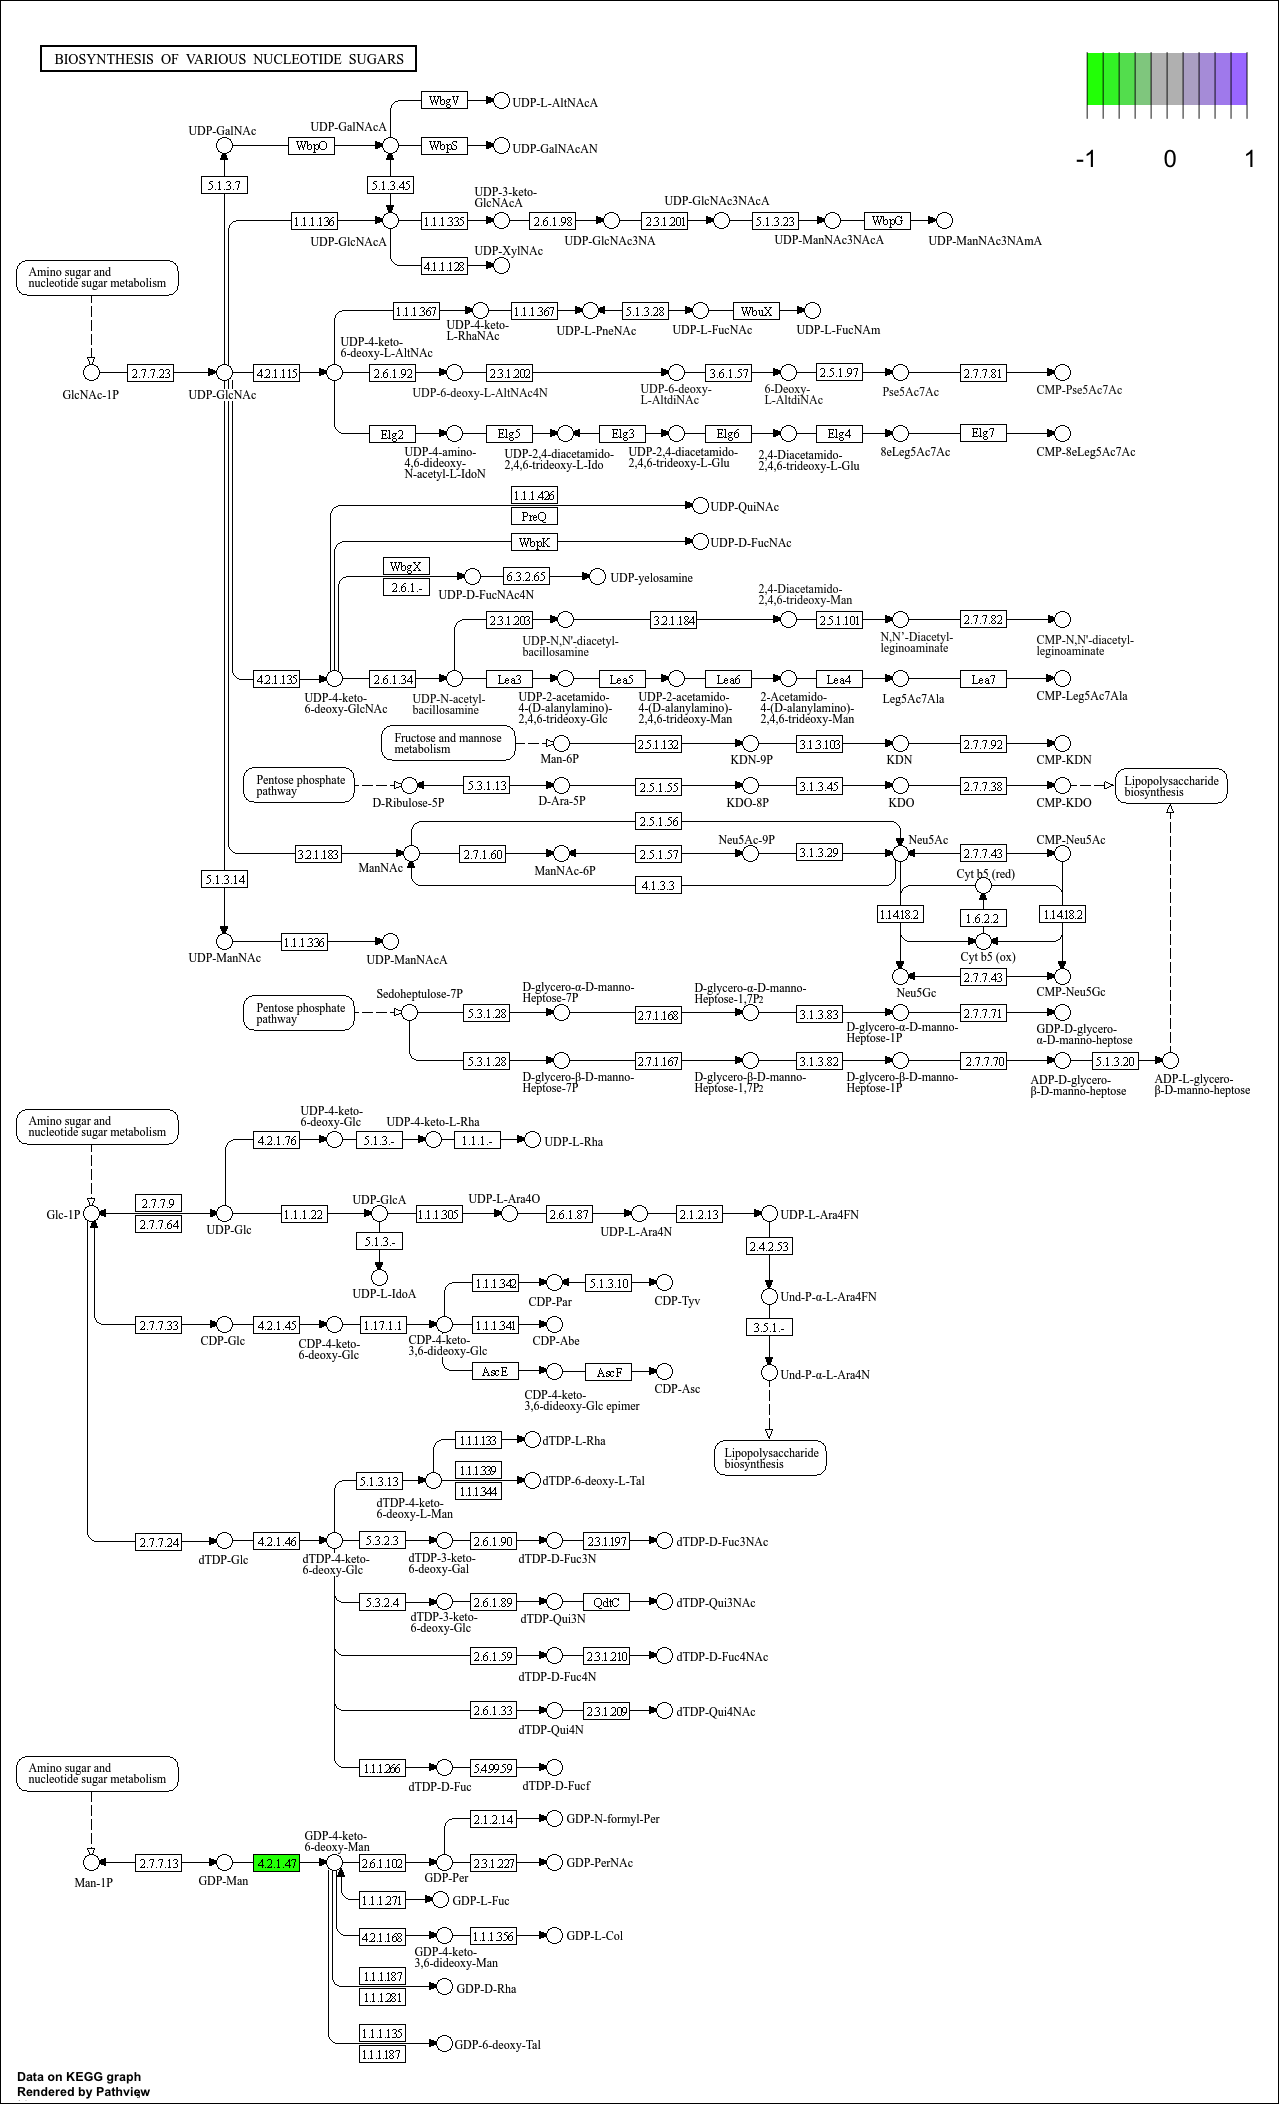 BIOSYNTHESIS OF VARIOUS NUCLEOTIDE SUGARS
-1 0 1
WbgV
UDP-L-AltNAcA
UDP-GalNAc
UDP-GalNAcA
WbpO
WbpS
UDP-GalNAcAN
5.1.3.7
5.1.3.45
UDP-3-keto-
GlcNAcA
UDP-GlcNAc3NAcA
1.1.1.136
1.1.1.335
2.6.1.98
2.3.1.201
5.1.3.23
WbpG
UDP-GlcNAcA
UDP-GlcNAc3NA
UDP-ManNAc3NAcA
UDP-ManNAc3NAmA
UDP-XylNAc
4.1.1.128
Amino sugar and
nucleotide sugar metabolism
1.1.1.367
1.1.1.367
5.1.3.28
WbuX
UDP-4-keto-
L-RhaNAc
UDP-L-PneNAc
UDP-L-FucNAc
UDP-L-FucNAm
UDP-4-keto-
6-deoxy-L-AltNAc
2.7.7.23
4.2.1.115
2.6.1.92
2.3.1.202
3.6.1.57
2.5.1.97
2.7.7.81
GlcNAc-1P
UDP-GlcNAc
UDP-6-deoxy-L-AltNAc4N
UDP-6-deoxy-
L-AltdiNAc
6-Deoxy-
L-AltdiNAc
Pse5Ac7Ac
CMP-Pse5Ac7Ac
Elg2
Elg5
Elg3
Elg6
Elg4
Elg7
UDP-4-amino-
4,6-dideoxy-
N-acetyl-L-IdoN
UDP-2,4-diacetamido-
2,4,6-trideoxy-L-Ido
UDP-2,4-diacetamido-
2,4,6-trideoxy-L-Glu
2,4-Diacetamido-
2,4,6-trideoxy-L-Glu
8eLeg5Ac7Ac
CMP-8eLeg5Ac7Ac
1.1.1.426
PreQ
UDP-QuiNAc
WbpK
UDP-D-FucNAc
WbgX
2.6.1.-
6.3.2.65
UDP-yelosamine
UDP-D-FucNAc4N
2,4-Diacetamido-
2,4,6-trideoxy-Man
2.3.1.203
3.2.1.184
2.5.1.101
2.7.7.82
UDP-N,N'-diacetyl-
bacillosamine
N,N'-Diacetyl-
leginoaminate
CMP-N,N'-diacetyl-
leginoaminate
4.2.1.135
2.6.1.34
Lea3
Lea5
Lea6
Lea4
Lea7
UDP-4-keto-
6-deoxy-GlcNAc
UDP-N-acetyl-
bacillosamine
UDP-2-acetamido-
4-(D-alanylamino)-
2,4,6-trideoxy-Glc
UDP-2-acetamido-
4-(D-alanylamino)-
2,4,6-trideoxy-Man
2-Acetamido-
4-(D-alanylamino)-
2,4,6-trideoxy-Man
Leg5Ac7Ala
CMP-Leg5Ac7Ala
Fructose and mannose
metabolism
2.5.1.132
3.1.3.103
2.7.7.92
Man-6P
KDN-9P
KDN
CMP-KDN
Pentose phosphate
pathway
5.3.1.13
2.5.1.55
3.1.3.45
2.7.7.38
Lipopolysaccharide
biosynthesis
D-Ribulose-5P
D-Ara-5P
KDO-8P
KDO
CMP-KDO
2.5.1.56
Neu5Ac-9P
Neu5Ac
CMP-Neu5Ac
3.2.1.183
2.7.1.60
2.5.1.57
3.1.3.29
2.7.7.43
ManNAc
ManNAc-6P
4.1.3.3
Cyt b5 (red)
5.1.3.14
1.14.18.2
1.6.2.2
1.14.18.2
1.1.1.336
Cyt b5 (ox)
UDP-ManNAc
UDP-ManNAcA
2.7.7.43
Neu5Gc
CMP-Neu5Gc
Sedoheptulose-7P
D-glycero-α-D-manno-
Heptose-7P
D-glycero-α-D-manno-
Heptose-1,7P2
Pentose phosphate
pathway
5.3.1.28
2.7.1.168
3.1.3.83
2.7.7.71
D-glycero-α-D-manno-
Heptose-1P
GDP-D-glycero-
α-D-manno-heptose
5.3.1.28
2.7.1.167
3.1.3.82
2.7.7.70
5.1.3.20
D-glycero-β-D-manno-
Heptose-7P
D-glycero-β-D-manno-
Heptose-1,7P2
D-glycero-β-D-manno-
Heptose-1P
ADP-D-glycero-
β-D-manno-heptose
ADP-L-glycero-
β-D-manno-heptose
Amino sugar and
nucleotide sugar metabolism
UDP-4-keto-
6-deoxy-Glc
UDP-4-keto-L-Rha
4.2.1.76
5.1.3.-
1.1.1.-
UDP-L-Rha
2.7.7.9
2.7.7.64
Glc-1P
UDP-Glc
1.1.1.22
UDP-GlcA
1.1.1.305
UDP-L-Ara4O
2.6.1.87
UDP-L-Ara4N
2.1.2.13
UDP-L-Ara4FN
5.1.3.-
UDP-L-IdoA
2.4.2.53
1.1.1.342
5.1.3.10
CDP-Par
CDP-Tyv
Und-P-α-L-Ara4FN
2.7.7.33
4.2.1.45
1.17.1.1
1.1.1.341
3.5.1.-
CDP-Glc
CDP-4-keto-
6-deoxy-Glc
CDP-4-keto-
3,6-dideoxy-Glc
CDP-Abe
AscE
AscF
Und-P-α-L-Ara4N
CDP-4-keto-
3,6-dideoxy-Glc epimer
CDP-Asc
Lipopolysaccharide
biosynthesis
1.1.1.133
dTDP-L-Rha
5.1.3.13
1.1.1.339
1.1.1.344
dTDP-6-deoxy-L-Tal
dTDP-4-keto-
6-deoxy-L-Man
2.7.7.24
4.2.1.46
5.3.2.3
2.6.1.90
2.3.1.197
dTDP-D-Fuc3NAc
dTDP-Glc
dTDP-4-keto-
6-deoxy-Glc
dTDP-3-keto-
6-deoxy-Gal
dTDP-D-Fuc3N
5.3.2.4
2.6.1.89
QdtC
dTDP-Qui3NAc
dTDP-3-keto-
6-deoxy-Glc
dTDP-Qui3N
2.6.1.59
2.3.1.210
dTDP-D-Fuc4NAc
dTDP-D-Fuc4N
2.6.1.33
2.3.1.209
dTDP-Qui4NAc
dTDP-Qui4N
Amino sugar and
nucleotide sugar metabolism
1.1.1.266
5.4.99.59
dTDP-D-Fuc
dTDP-D-Fucf
2.1.2.14
GDP-N-formyl-Per
GDP-4-keto-
6-deoxy-Man
2.7.7.13
4.2.1.47
2.6.1.102
2.3.1.227
GDP-PerNAc
Man-1P
GDP-Man
GDP-Per
1.1.1.271
GDP-L-Fuc
4.2.1.168
1.1.1.356
GDP-L-Col
GDP-4-keto-
3,6-dideoxy-Man
1.1.1.187
1.1.1.281
GDP-D-Rha
1.1.1.135
1.1.1.187
GDP-6-deoxy-Tal
Data on KEGG graph
Rendered by Pathview